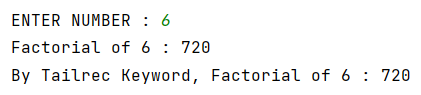 ENTER NUMBER : 6
Factorial of 6 : 720
By Tailrec Keyword, Factorial of 6 : 720